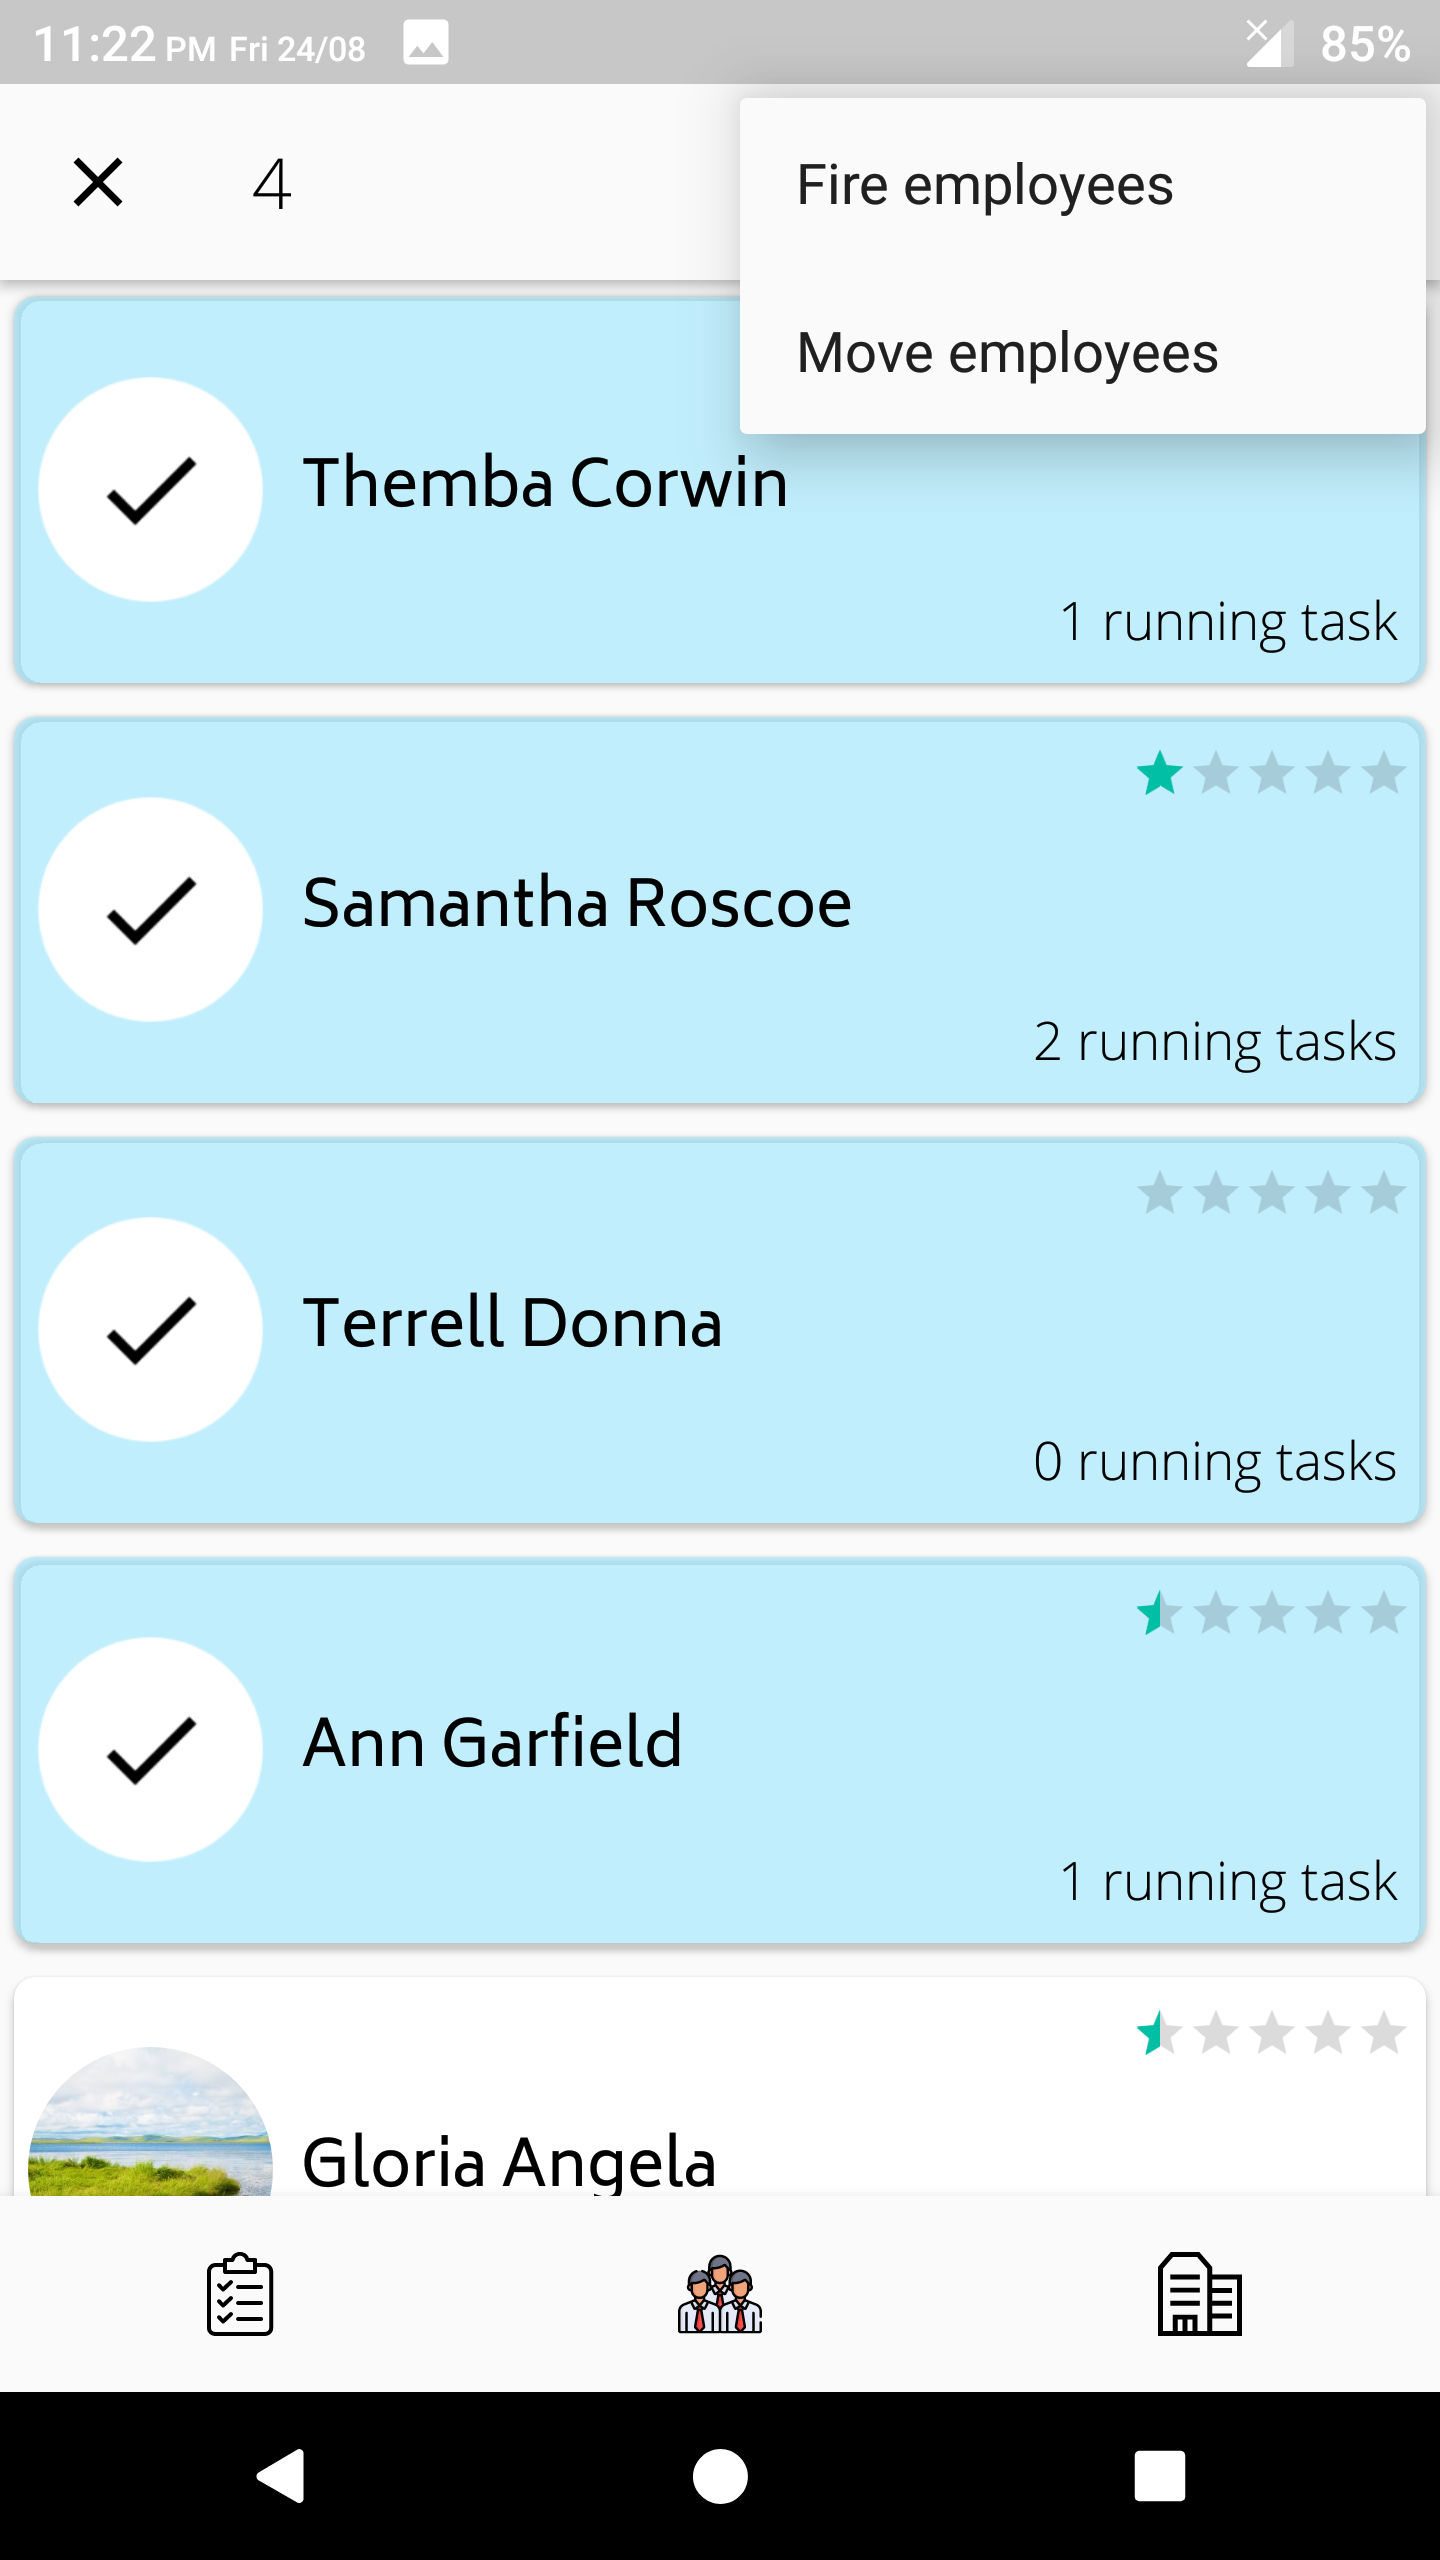 11:22 PM Fri 24/08 85%
4
Fire employees
Move employees
Themba Corwin
1 running task
Samantha Roscoe
2 running tasks
Terrell Donna
0 running tasks
Ann Garfield
1 running task
Gloria Angela